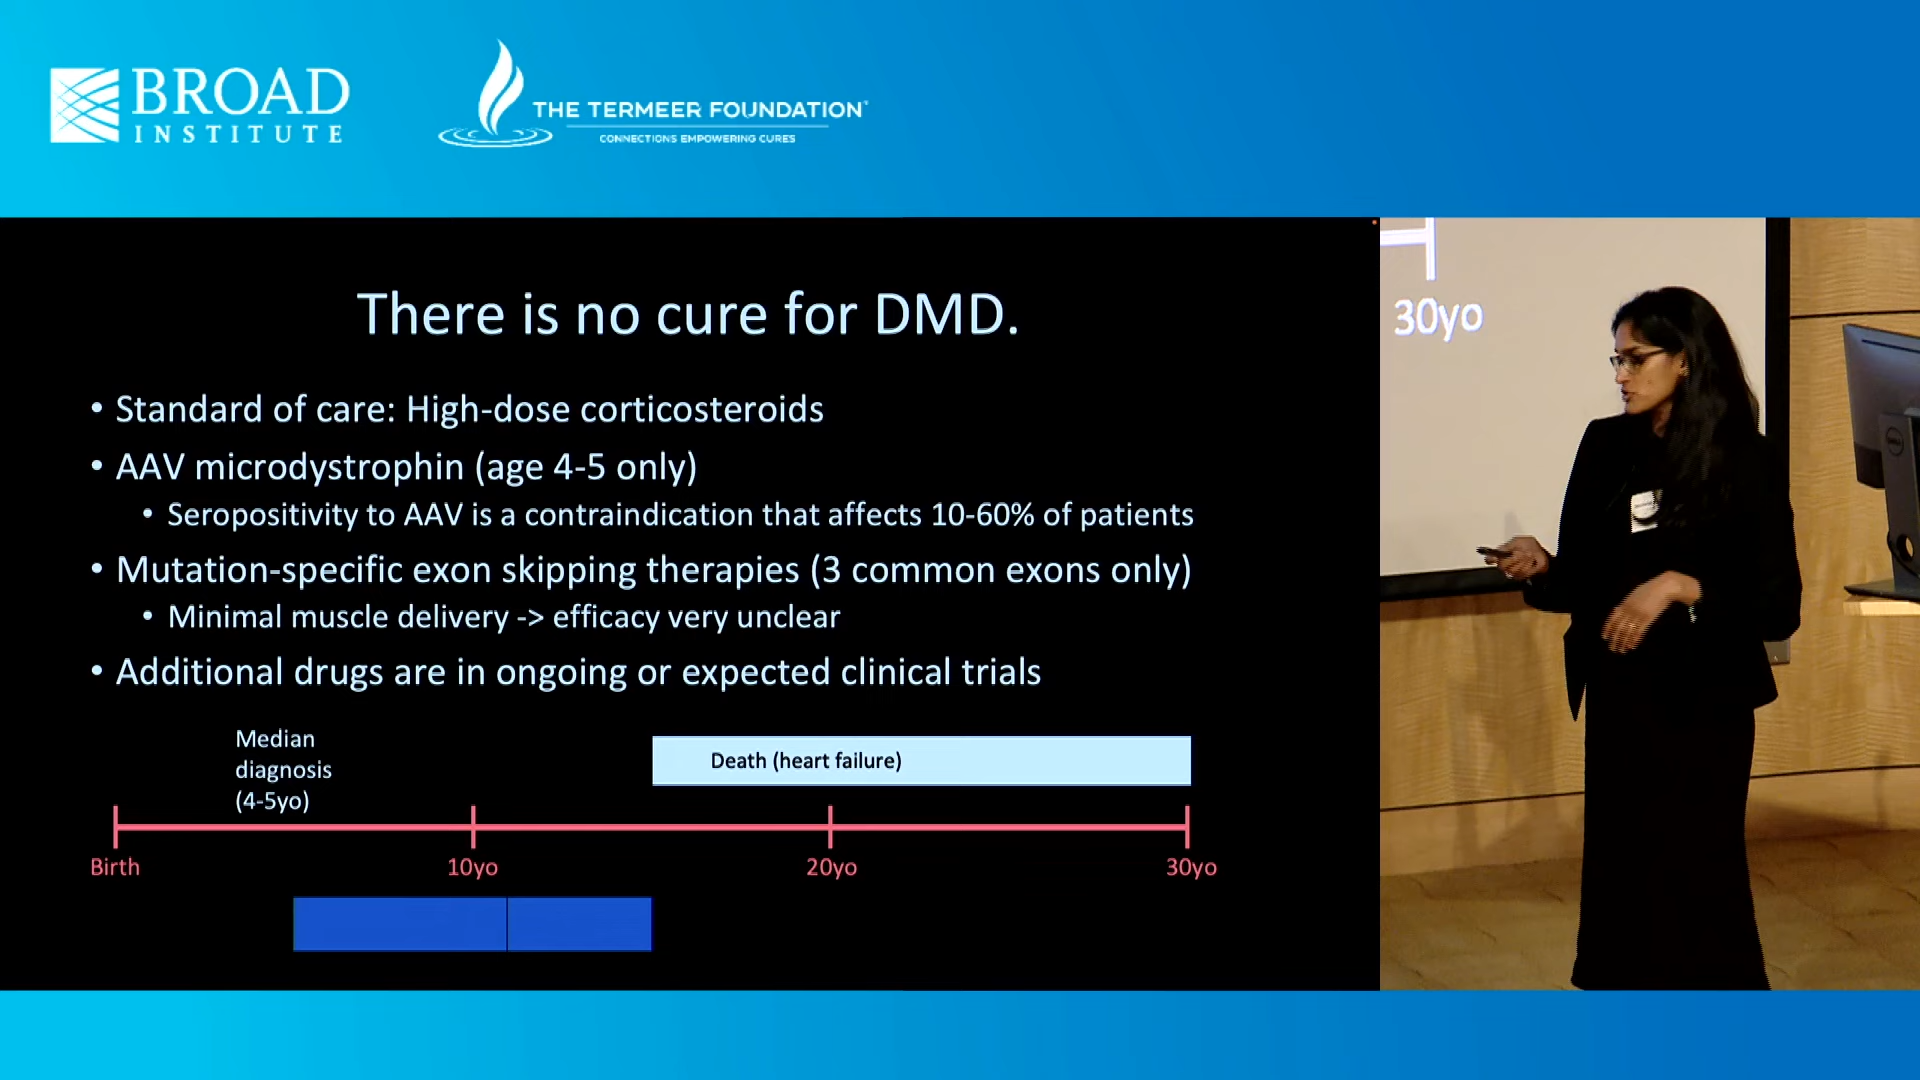 BROAD
INSTITUTE
THE TERMEER FOUNDATION
CONNECTIONS EMPOWERING CURES
There is no cure for DMD.
• Standard of care: High-dose corticosteroids
• AAV microdystrophin (age 4-5 only)
• Seropositivity to AAV is a contraindication that affects 10-60% of patients
• Mutation-specific exon skipping therapies (3 common exons only)
• Minimal muscle delivery -> efficacy very unclear
• Additional drugs are in ongoing or expected clinical trials
Median
diagnosis
(4-5yo)
Death (heart failure)
Birth
10yo
20yo
30yo
30yo
DELL